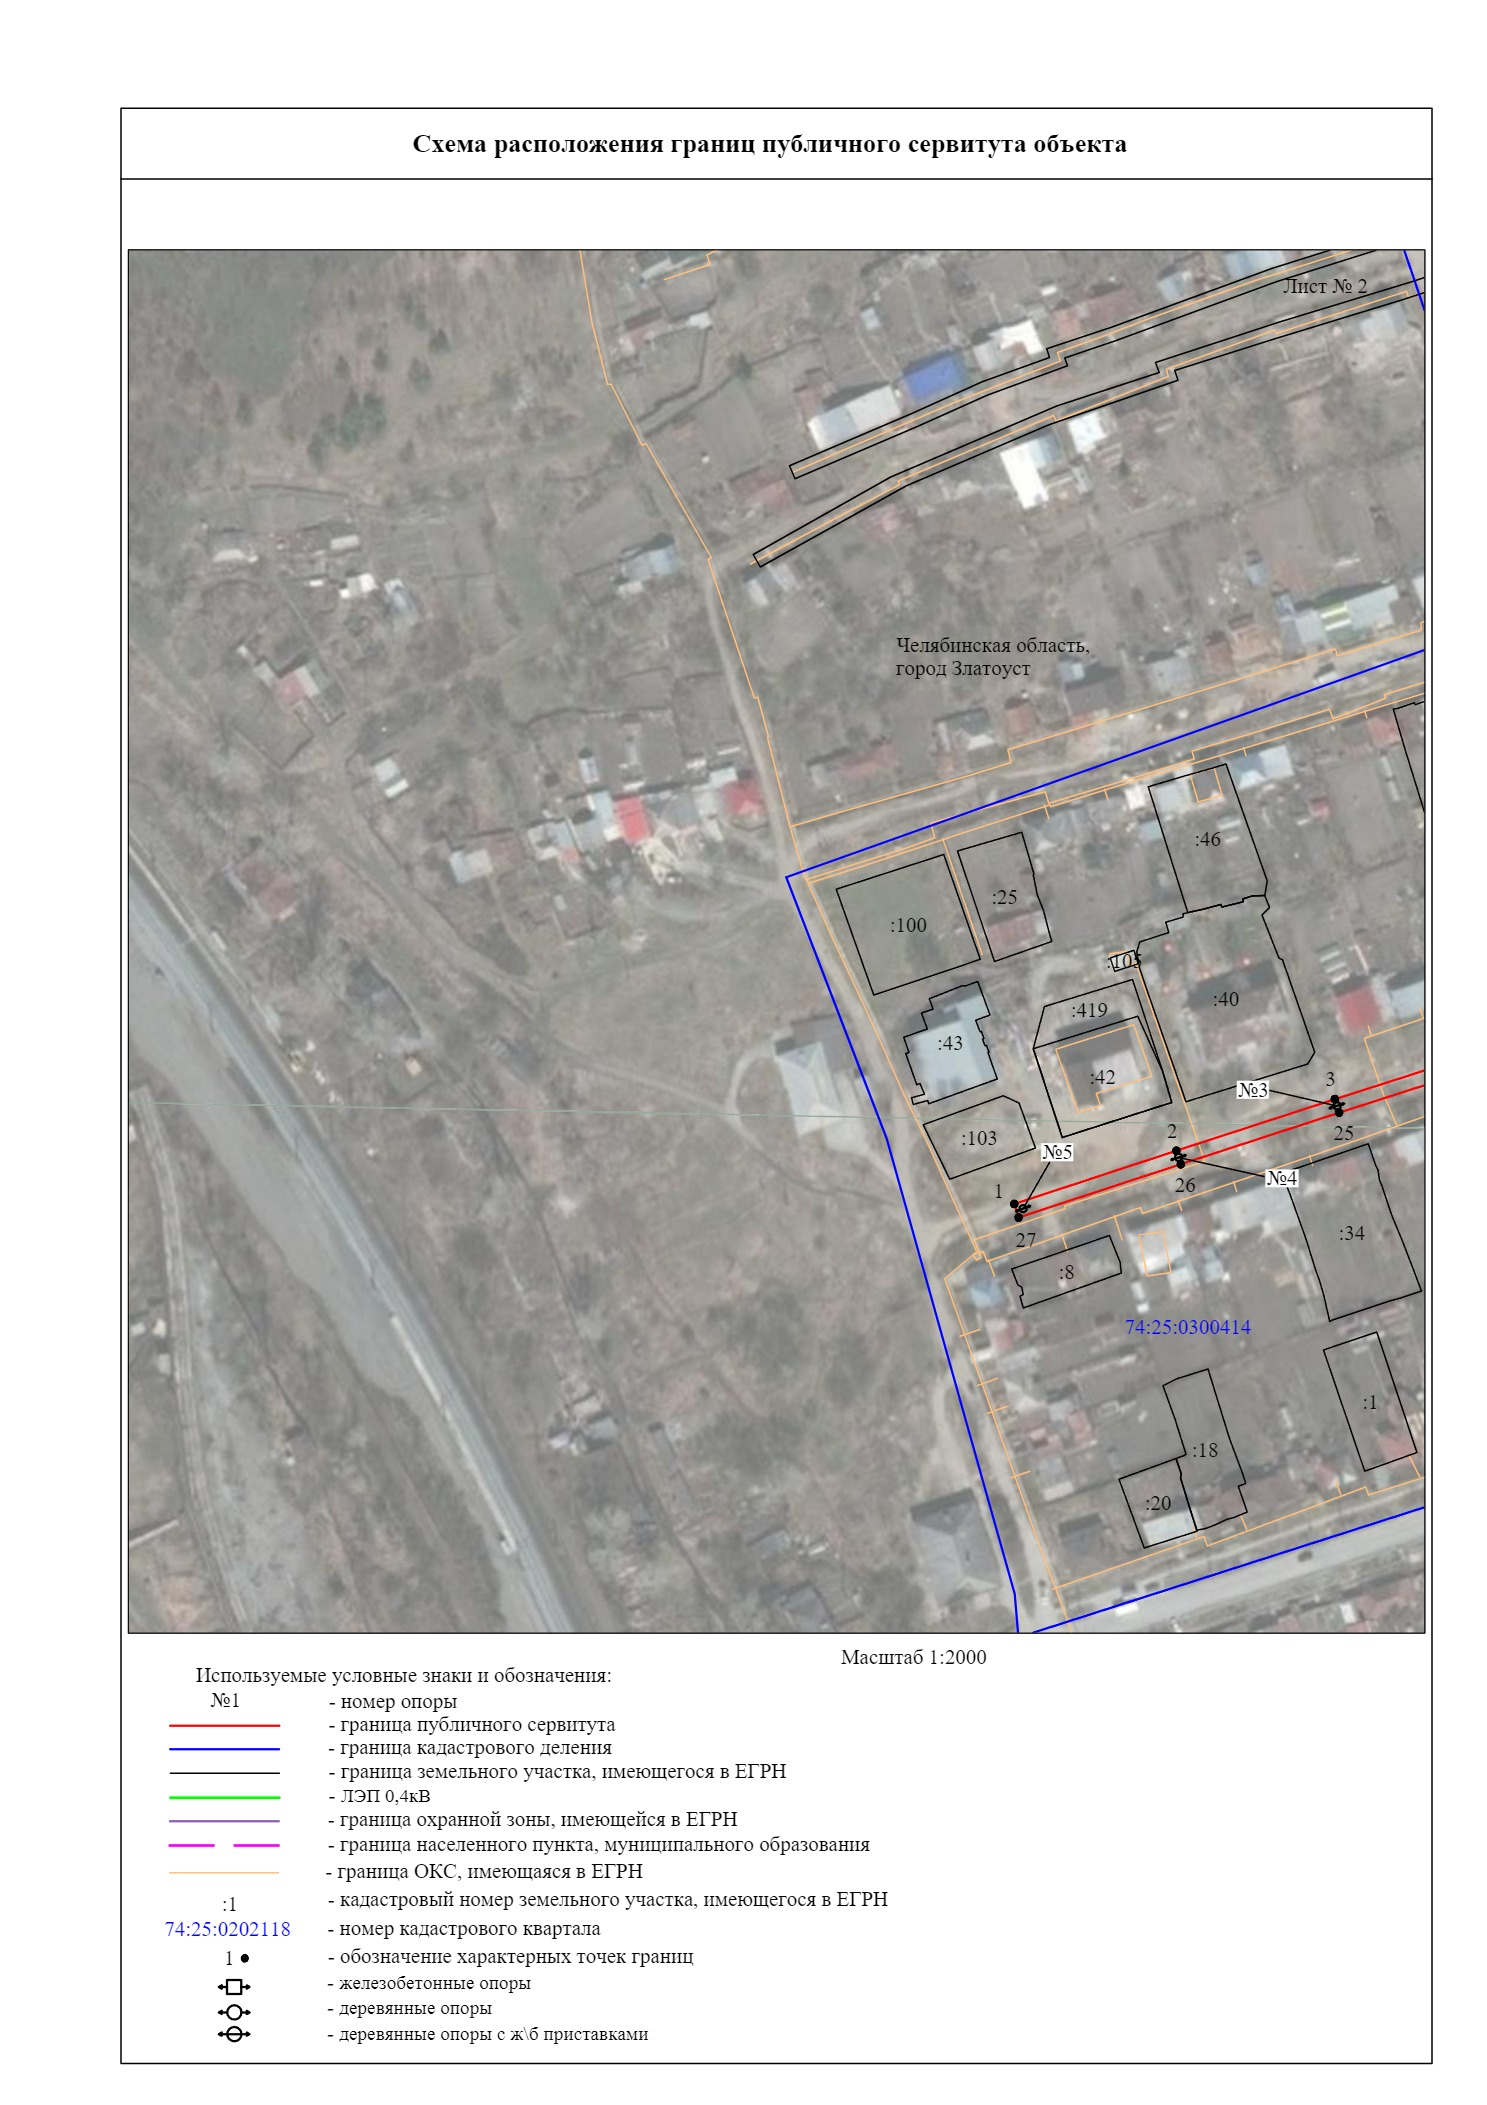 Схема расположения границ публичного сервитута объекта
Лист № 2
Челябинская область,
город Златоуст
:46
:25
:100
:105
:40
:419
:43
:42
№3
3
2
25
:103
№5
№4
26
1
:34
27
:8
74:25:0300414
:1
:18
:20
Масштаб 1:2000
Используемые условные знаки и обозначения:
№1 - номер опоры
- граница публичного сервитута
- граница кадастрового деления
- граница земельного участка, имеющегося в ЕГРН
- ЛЭП 0,4кВ
- граница охранной зоны, имеющейся в ЕГРН
- граница населенного пункта, муниципального образования
- граница ОКС, имеющаяся в ЕГРН
:1 - кадастровый номер земельного участка, имеющегося в ЕГРН
74:25:0202118 - номер кадастрового квартала
1 - обозначение характерных точек границ
- железобетонные опоры
- деревянные опоры
- деревянные опоры с ж\б приставками